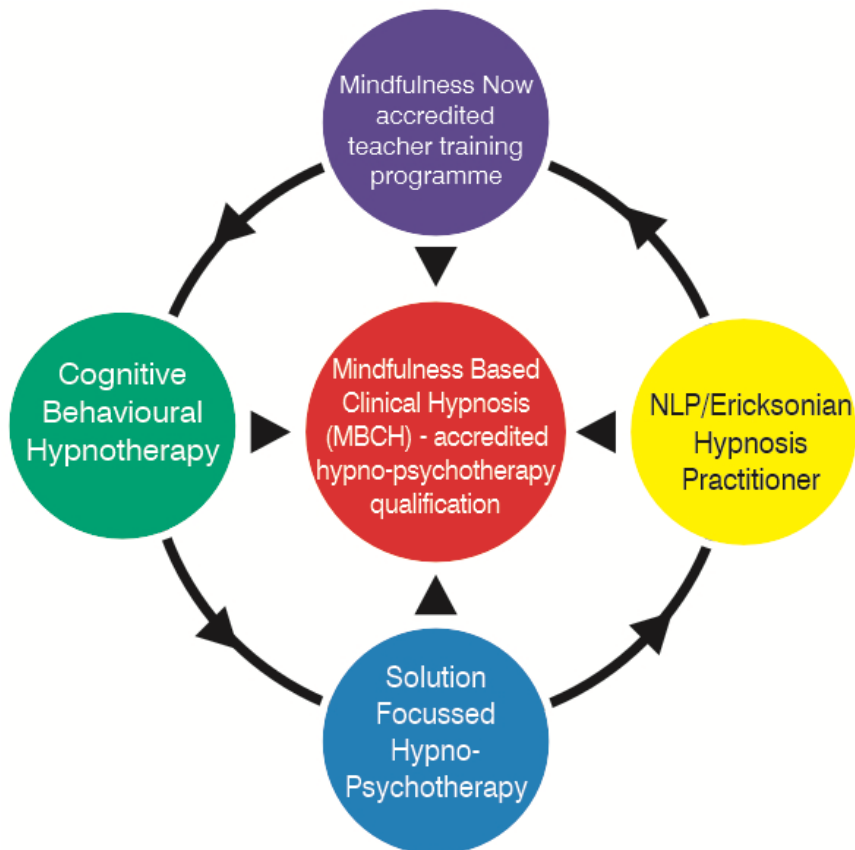 Mindfulness Now
accredited
teacher training
programme
Cognitive
Behavioural
Hypnotherapy
Mindfulness Based
Clinical Hypnosis
(MBCH) - accredited
hypno-psychotherapy
qualification
NLP/Ericksonian
Hypnosis
Practitioner
Solution
Focussed
Hypno-
Psychotherapy